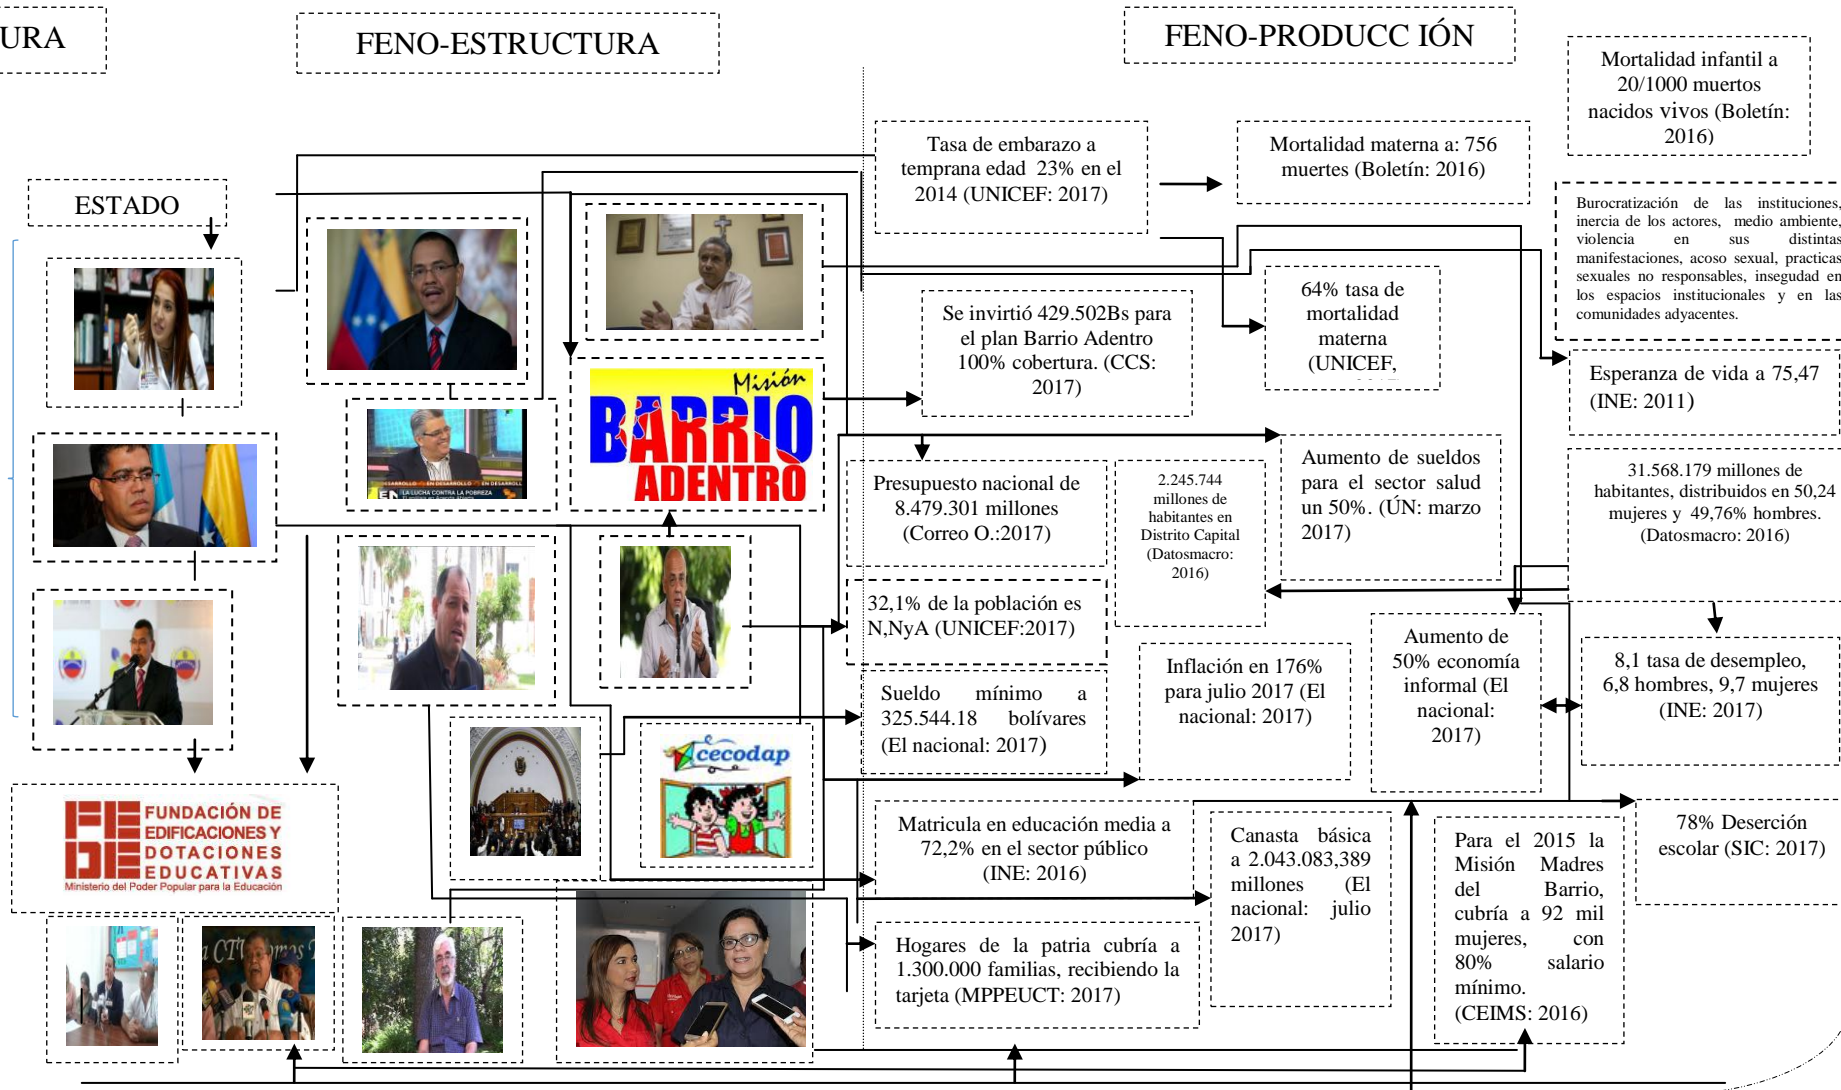 URA
FENO-ESTRUCTURA
FENO-PRODUCC IÓN
Mortalidad infantil a
20/1000 muertos
nacidos vivos (Boletín:
2016)
Tasa de embarazo a
temprana edad 23% en el
2014 (UNICEF: 2017)
Mortalidad materna a: 756
muertes (Boletín: 2016)
ESTADO
Burocratización de las instituciones,
inercia de los actores, medio ambiente,
violencia en sus distintas
manifestaciones, acoso sexual, practicas
sexuales no responsables, insegudad en
los espacios institucionales y en las
comunidades adyacentes.
64% tasa de
mortalidad
materna
(UNICEF,
Se invirtió 429.502Bs para
el plan Barrio Adentro
100% cobertura. (CCS:
2017)
Esperanza de vida a 75,47
(INE: 2011)
Misión
BARRIO
ADENTRO
EN DESARROLLO
LA LUCHA CONTRA LA POBREZA
Presupuesto nacional de
8.479.301 millones
(Correo O.:2017)
2.245.744
millones de
habitantes en
Distrito Capital
(Datosmacro:
2016)
Aumento de sueldos
para el sector salud
un 50%. (ÚN: marzo
2017)
31.568.179 millones de
habitantes, distribuidos en 50,24
mujeres y 49,76% hombres.
(Datosmacro: 2016)
32,1% de la población es
N,NyA (UNICEF:2017)
Aumento de
50% economía
informal (El
nacional:
2017)
8,1 tasa de desempleo,
6,8 hombres, 9,7 mujeres
(INE: 2017)
Inflación en 176%
para julio 2017 (El
nacional: 2017)
Sueldo mínimo a
325.544.18 bolívares
(El nacional: 2017)
cecodap
FEDE
FUNDACIÓN DE
EDIFICACIONES Y
DOTACIONES
EDUCATIVAS
Ministerio del Poder Popular para la Educación
Matricula en educación media a
72,2% en el sector público
(INE: 2016)
Canasta básica
a 2.043.083,389
millones (El
nacional: julio
2017)
Para el 2015 la
Misión Madres
del Barrio,
cubría a 92 mil
mujeres, con
80% salario
mínimo.
(CEIMS: 2016)
78% Deserción
escolar (SIC: 2017)
Hogares de la patria cubría a
1.300.000 familias, recibiendo la
tarjeta (MPPEUCT: 2017)